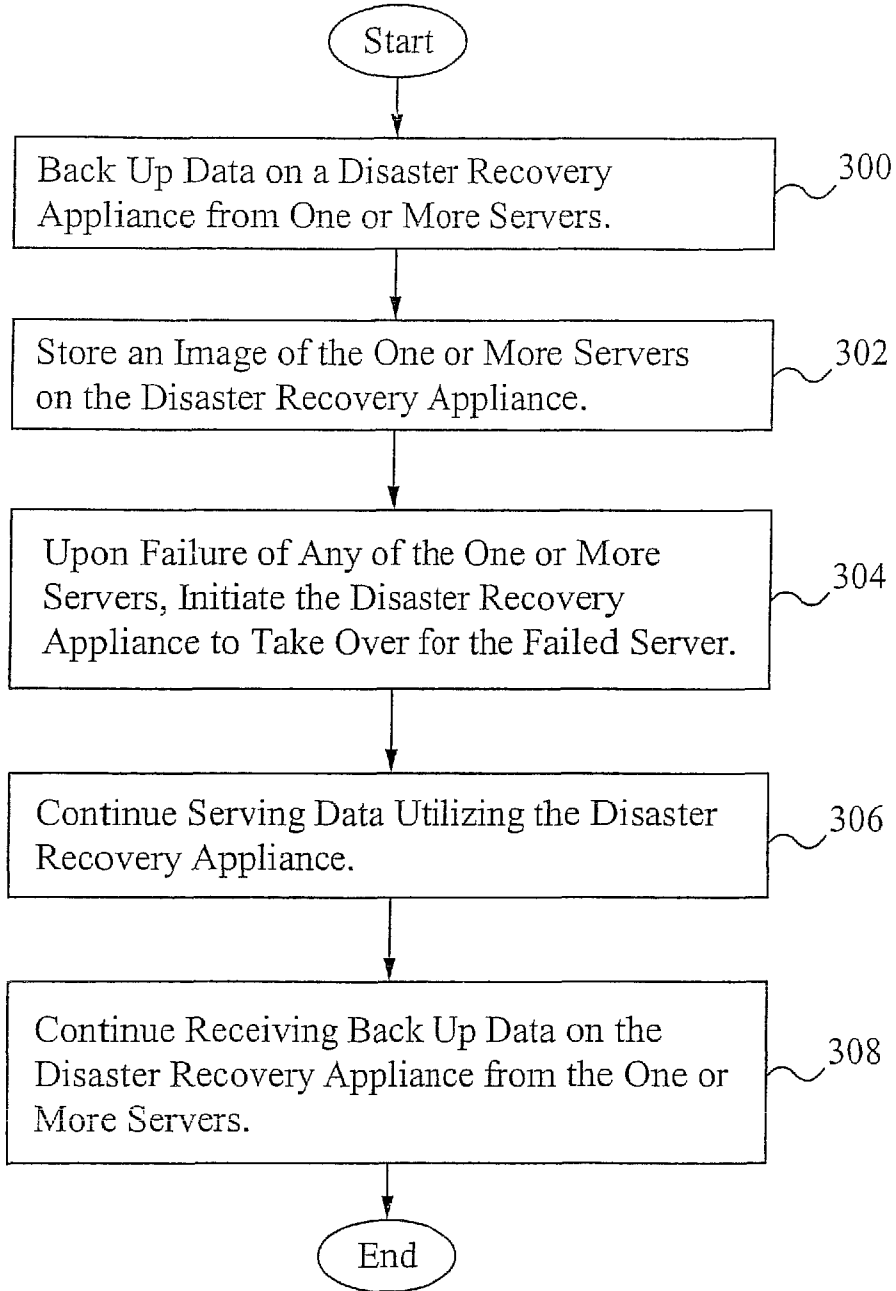 Start
Back Up Data on a Disaster Recovery
Appliance from One or More Servers.
300
Store an Image of the One or More Servers
on the Disaster Recovery Appliance.
302
Upon Failure of Any of the One or More
Servers, Initiate the Disaster Recovery
Appliance to Take Over for the Failed Server.
304
Continue Serving Data Utilizing the Disaster
Recovery Appliance.
306
Continue Receiving Back Up Data on the
Disaster Recovery Appliance from the One or
More Servers.
308
End